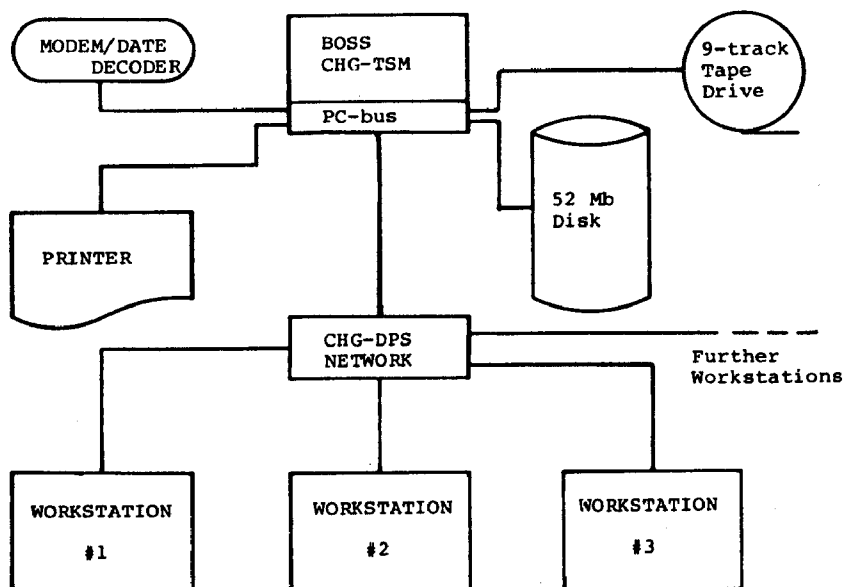 MODEM/DATE
DECODER
BOSS
CHG-TSM
PC-bus
9-track
Tape
Drive
52 Mb
Disk
PRINTER
CHG-DPS
NETWORK
Further
Workstations
WORKSTATION
#1
WORKSTATION
#2
WORKSTATION
#3